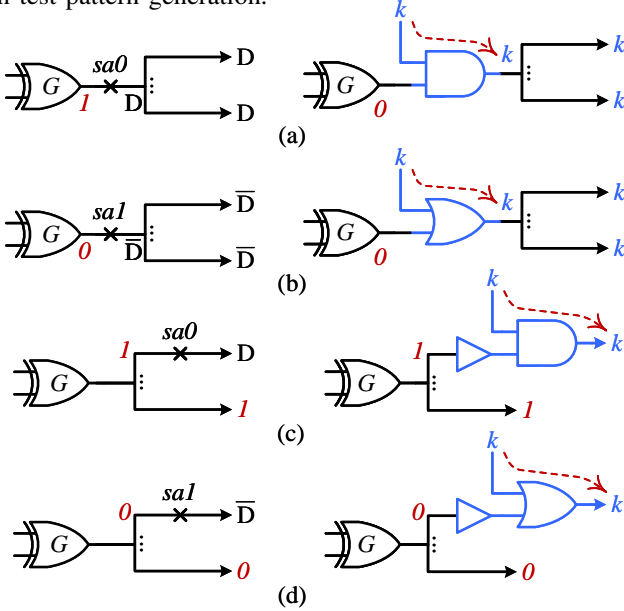 n test pattern generation.
G 1 sa0 D D D
G 0 k k k k
(a)
G 0 sa1 D̅ D̅ D̅
G 0 k k k k
(b)
G 1 sa0 D 1
G 1 k k 1
(c)
G 0 sa1 D̅ 0
G 0 k k 0
(d)